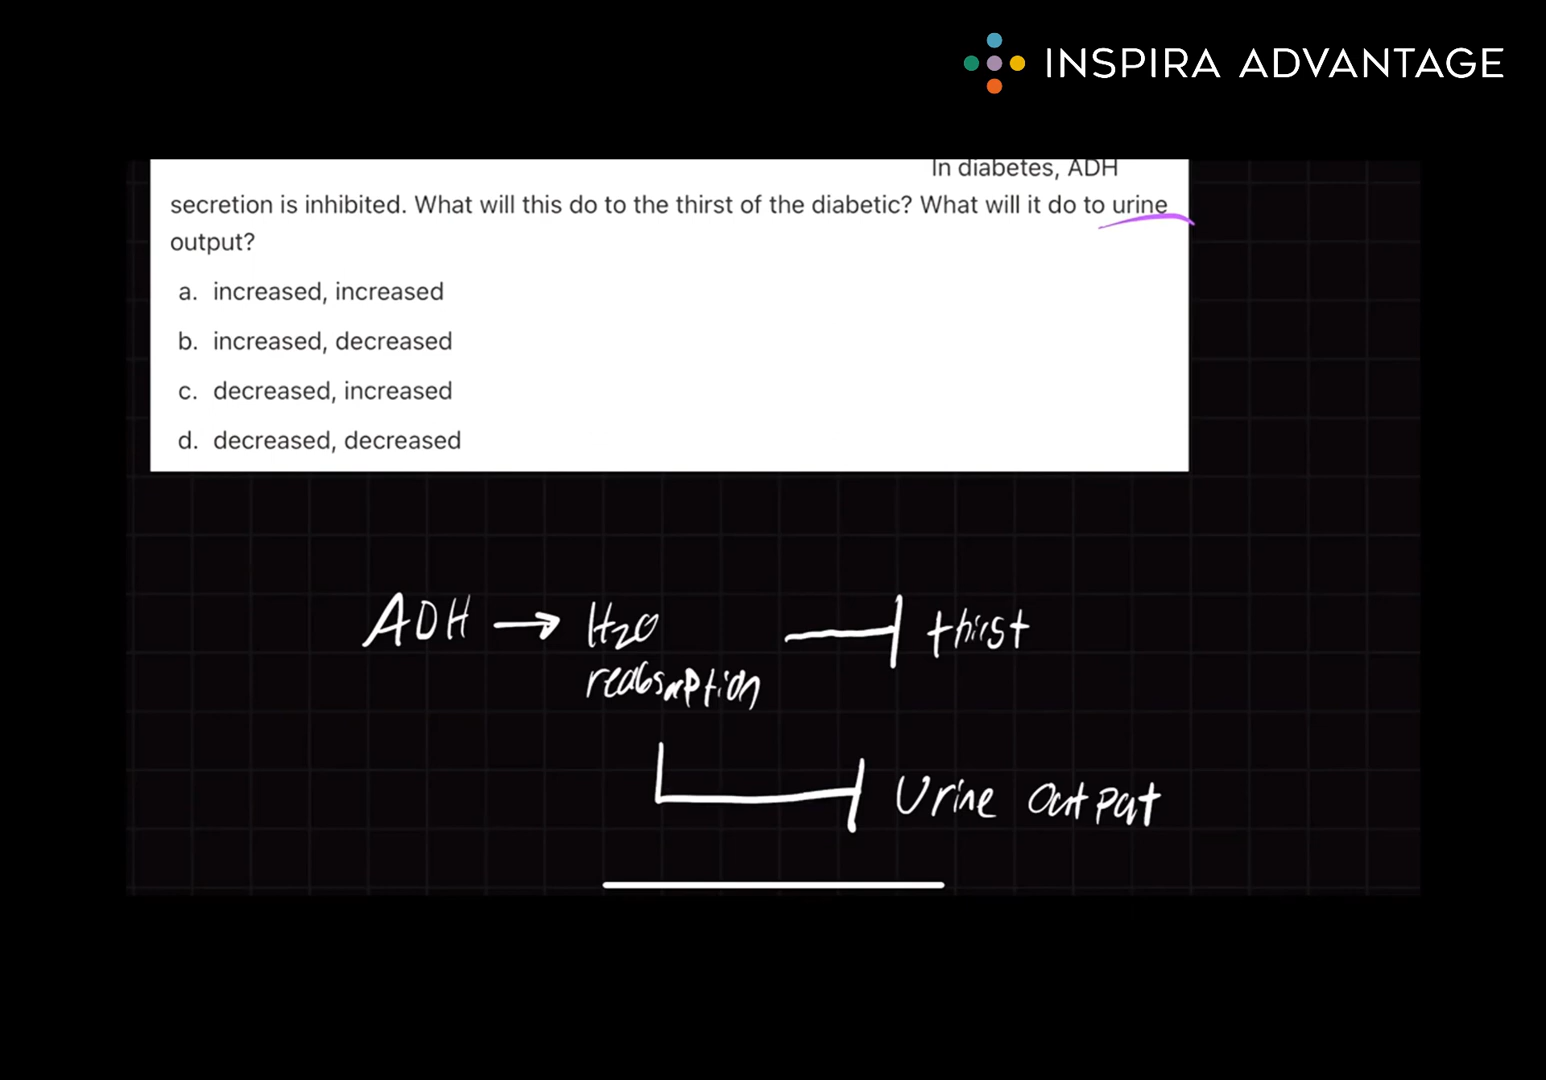 INSPIRA ADVANTAGE
In diabetes, ADH
secretion is inhibited. What will this do to the thirst of the diabetic? What will it do to urine
output?
a. increased, increased
b. increased, decreased
c. decreased, increased
d. decreased, decreased
ADH → H2O ⊣ thirst
reabsorption
Urine output